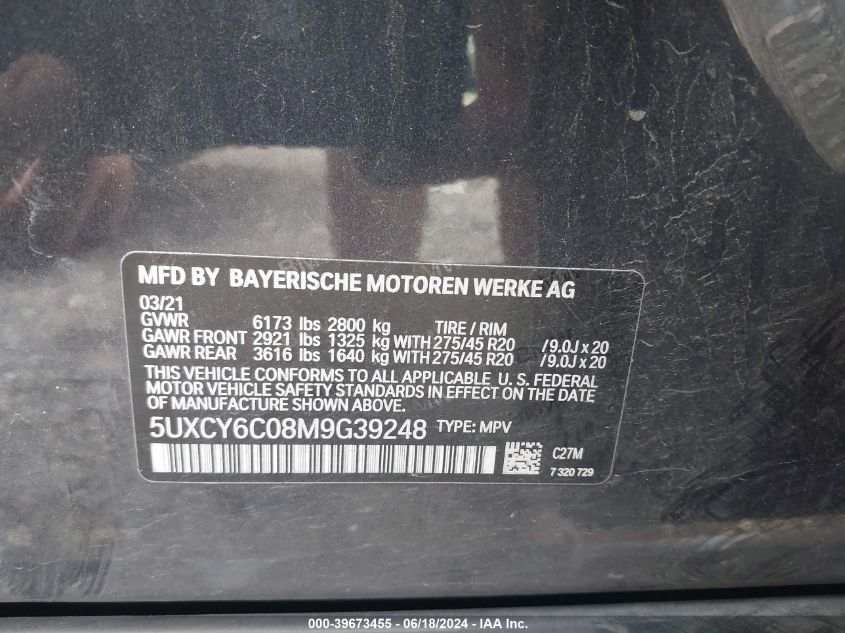 MFD BY BAYERISCHE MOTOREN WERKE AG
03/21
GVWR 6173 lbs 2800 kg TIRE / RIM
GAWR FRONT 2921 lbs 1325 kg WITH 275/45 R20 /9.0J x 20
GAWR REAR 3616 lbs 1640 kg WITH 275/45 R20 /9.0J x 20
THIS VEHICLE CONFORMS TO ALL APPLICABLE U. S. FEDERAL
MOTOR VEHICLE SAFETY STANDARDS IN EFFECT ON THE DATE
OF MANUFACTURE SHOWN ABOVE.
5UXCY6C08M9G39248 TYPE: MPV
C27M
7 320 729
000-39673455 - 06/18/2024 - IAA Inc.